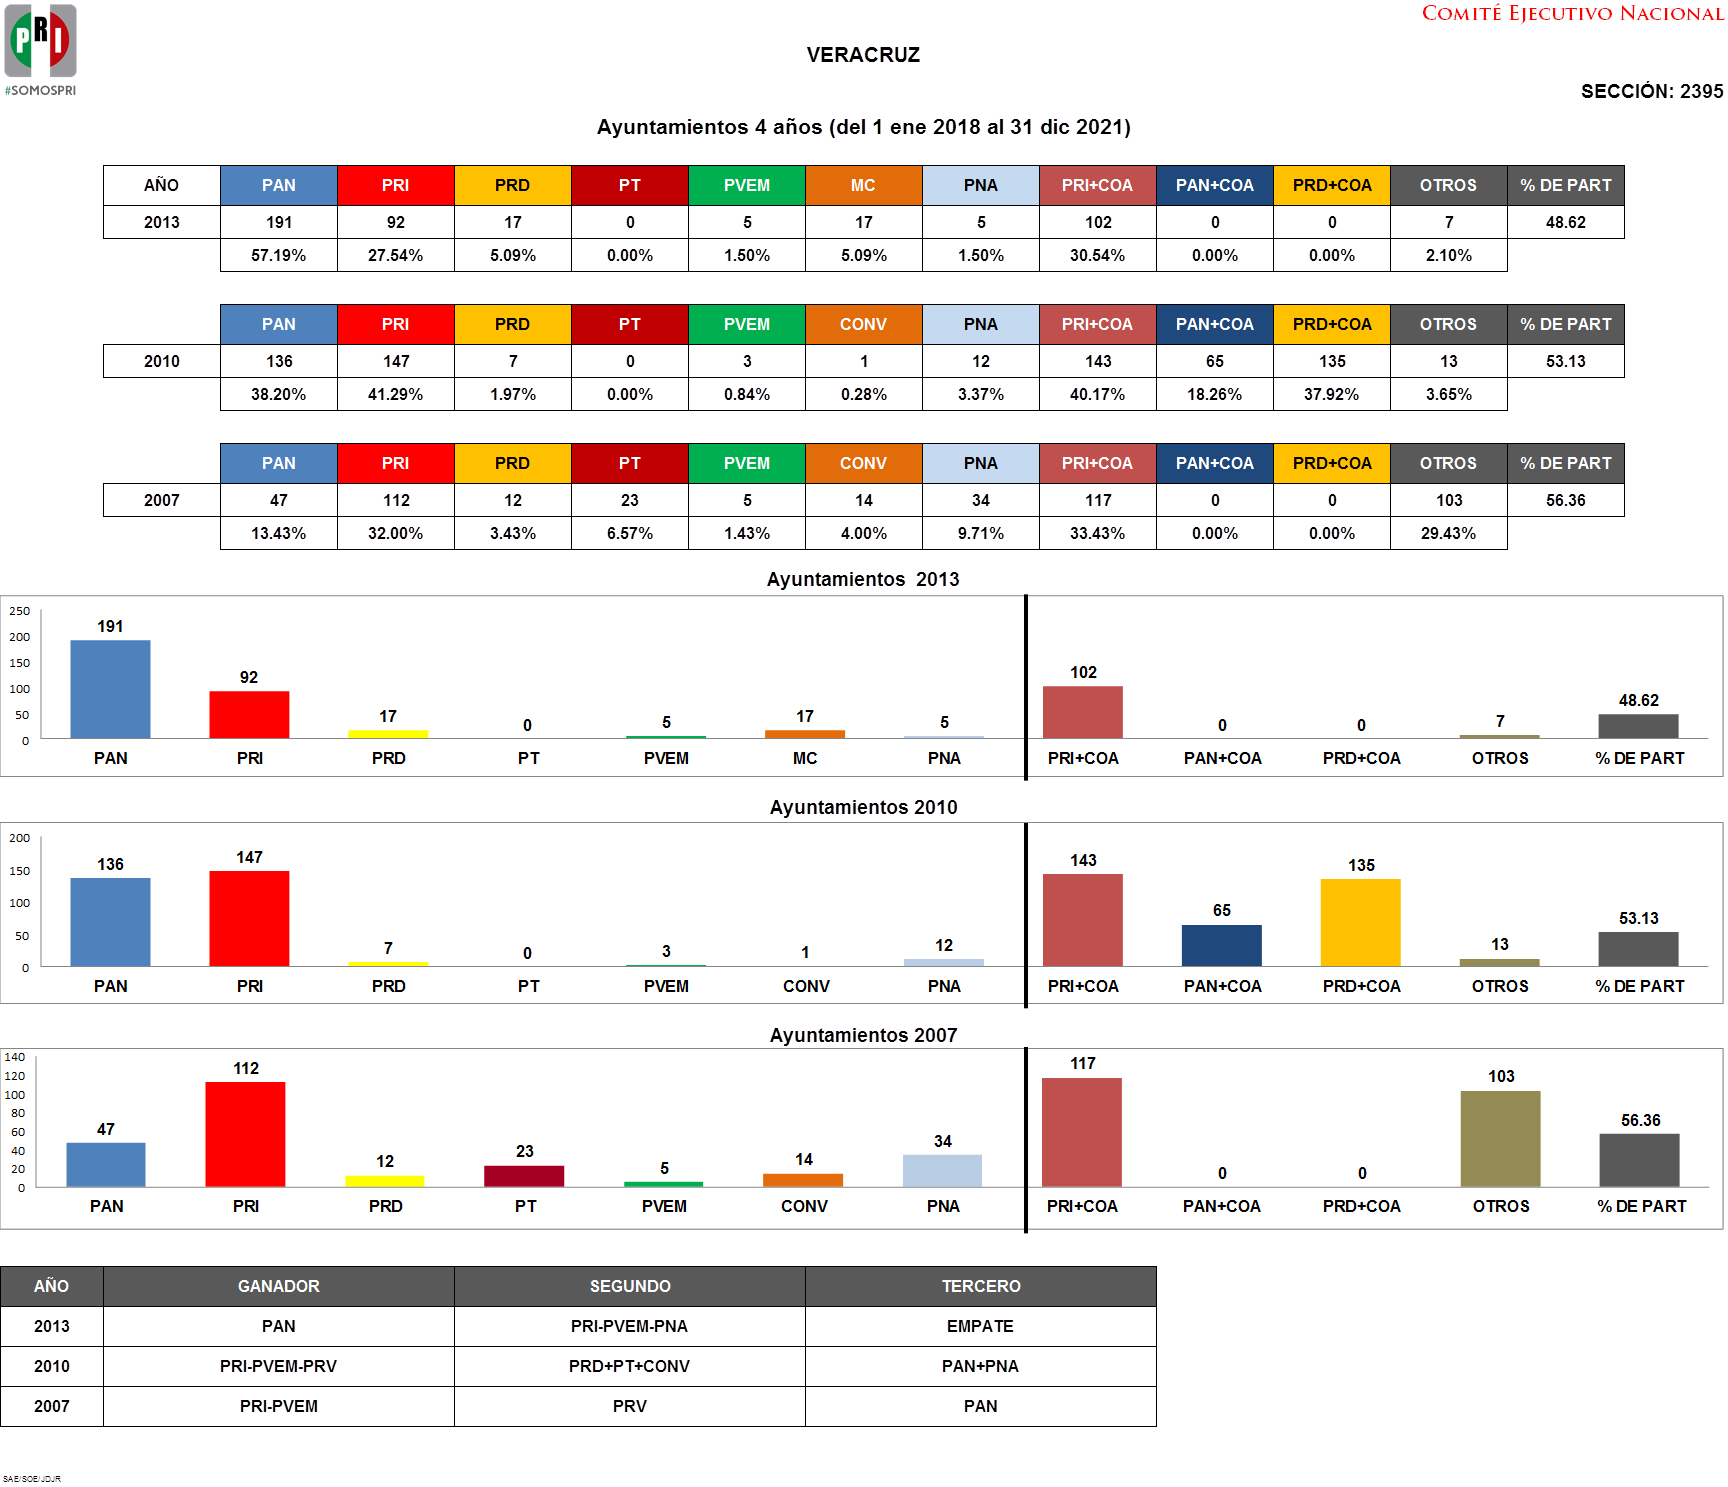 PRI
#SOMOSPRI
COMITÉ EJECUTIVO NACIONAL
VERACRUZ
SECCIÓN: 2395
Ayuntamientos 4 años (del 1 ene 2018 al 31 dic 2021)
AÑO PAN PRI PRD PT PVEM MC PNA PRI+COA PAN+COA PRD+COA OTROS % DE PART
2013 191 92 17 0 5 17 5 102 0 0 7 48.62
57.19% 27.54% 5.09% 0.00% 1.50% 5.09% 1.50% 30.54% 0.00% 0.00% 2.10%
PAN PRI PRD PT PVEM CONV PNA PRI+COA PAN+COA PRD+COA OTROS % DE PART
2010 136 147 7 0 3 1 12 143 65 135 13 53.13
38.20% 41.29% 1.97% 0.00% 0.84% 0.28% 3.37% 40.17% 18.26% 37.92% 3.65%
PAN PRI PRD PT PVEM CONV PNA PRI+COA PAN+COA PRD+COA OTROS % DE PART
2007 47 112 12 23 5 14 34 117 0 0 103 56.36
13.43% 32.00% 3.43% 6.57% 1.43% 4.00% 9.71% 33.43% 0.00% 0.00% 29.43%
Ayuntamientos 2013
250
200
150
100
50
0
191 92 17 0 5 17 5 102 0 0 7 48.62
PAN PRI PRD PT PVEM MC PNA PRI+COA PAN+COA PRD+COA OTROS % DE PART
Ayuntamientos 2010
200
150
100
50
0
136 147 7 0 3 1 12 143 65 135 13 53.13
PAN PRI PRD PT PVEM CONV PNA PRI+COA PAN+COA PRD+COA OTROS % DE PART
Ayuntamientos 2007
140
120
100
80
60
40
20
0
47 112 12 23 5 14 34 117 0 0 103 56.36
PAN PRI PRD PT PVEM CONV PNA PRI+COA PAN+COA PRD+COA OTROS % DE PART
AÑO GANADOR SEGUNDO TERCERO
2013 PAN PRI-PVEM-PNA EMPATE
2010 PRI-PVEM-PRV PRD+PT+CONV PAN+PNA
2007 PRI-PVEM PRV PAN
SAE/SOE/JDJR